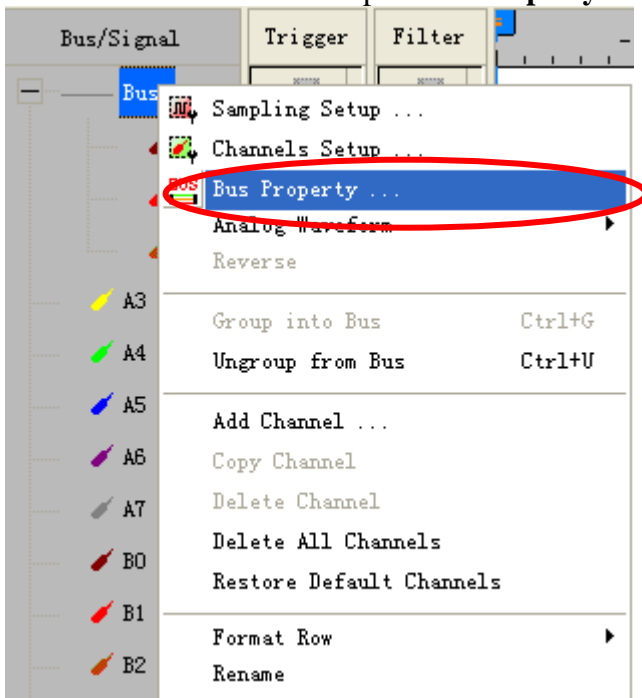 perty
Bus/Signal Trigger Filter
Bus
Sampling Setup ...
Channels Setup ...
BUS Bus Property ...
Analog Waveform
Reverse
A3
Group into Bus Ctrl+G
A4
Ungroup from Bus Ctrl+U
A5
Add Channel ...
A6
Copy Channel
A7
Delete Channel
B0
Delete All Channels
Restore Default Channels
B1
Format Row
B2
Rename